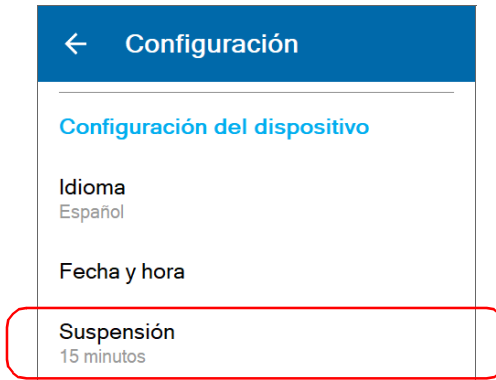 Configuración
Configuración del dispositivo
Idioma
Español
Fecha y hora
Suspensión
15 minutos